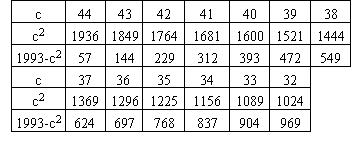 c 44 43 42 41 40 39 38
c² 1936 1849 1764 1681 1600 1521 1444
1993-c² 57 144 229 312 393 472 549
c 37 36 35 34 33 32
c² 1369 1296 1225 1156 1089 1024
1993-c² 624 697 768 837 904 969